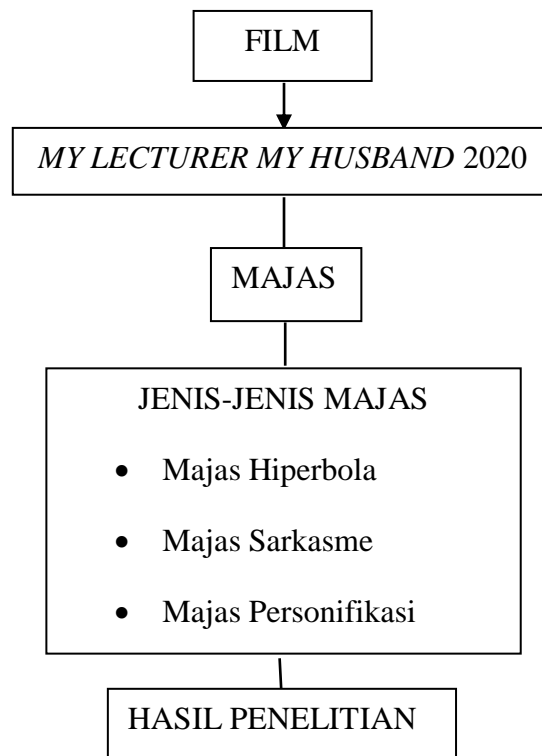 FILM
MY LECTURER MY HUSBAND 2020
MAJAS
JENIS-JENIS MAJAS
• Majas Hiperbola
• Majas Sarkasme
• Majas Personifikasi
HASIL PENELITIAN